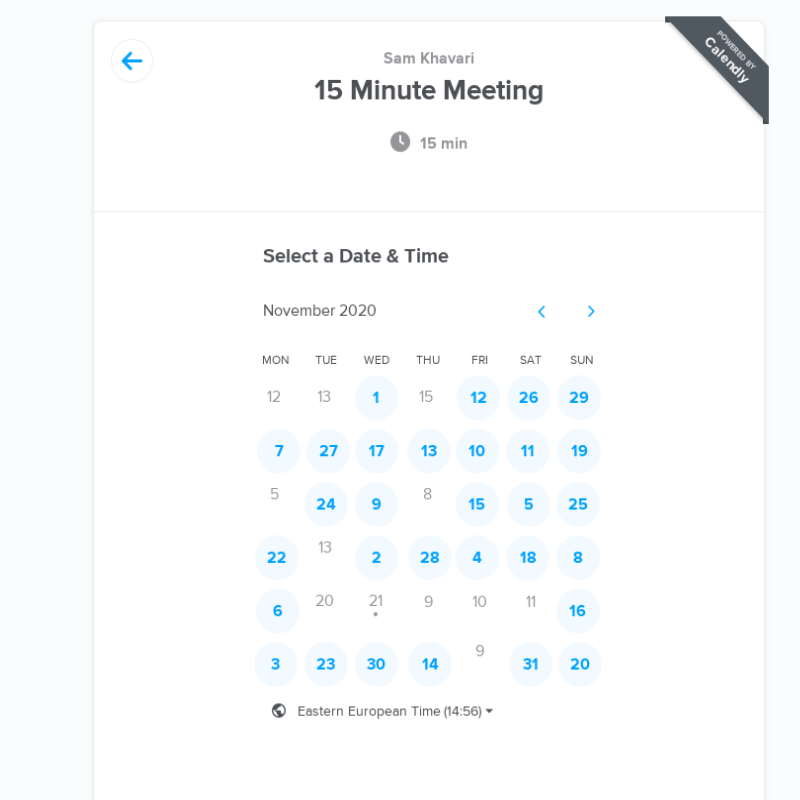 POWERED BY
Calendly
Sam Khavari
15 Minute Meeting
15 min
Select a Date & Time
November 2020
MON TUE WED THU FRI SAT SUN
12 13 1 15 12 26 29
7 27 17 13 10 11 19
5 24 9 8 15 5 25
22 13 2 28 4 18 8
6 20 21 9 10 11 16
3 23 30 14 9 31 20
Eastern European Time (14:56)